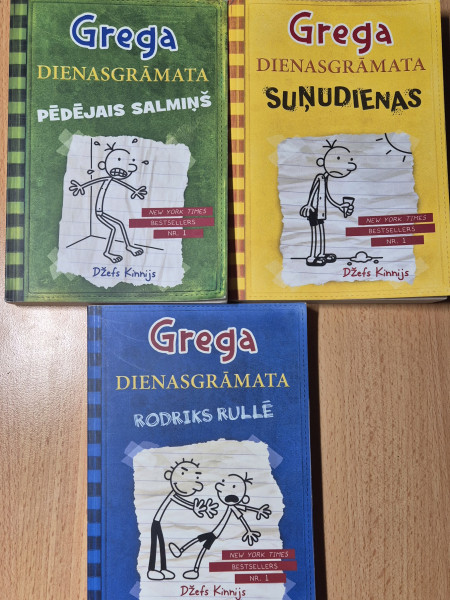 Grega
DIENASGRĀMATA
PĒDĒJAIS SALMIŅŠ
NEW YORK TIMES
BESTSELLERS
NR. 1
Džefs Kinnijs
Grega
DIENASGRĀMATA
SUŅUDIENAS
NEW YORK TIMES
BESTSELLERS
NR. 1
Džefs Kinnijs
Grega
DIENASGRĀMATA
RODRIKS RULLĒ
NEW YORK TIMES
BESTSELLERS
NR. 1
Džefs Kinnijs